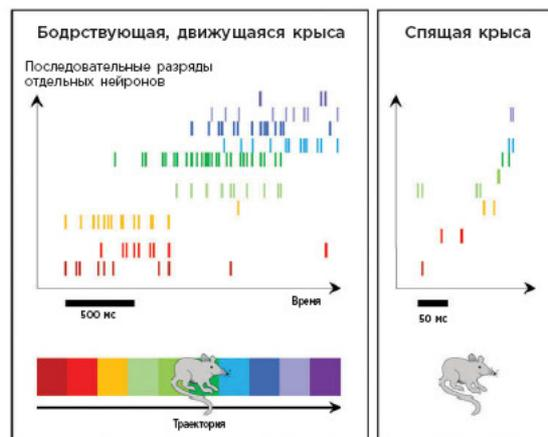 Бодрствующая, движущаяся крыса
Последовательные разряды
отдельных нейронов
Время
500 мс
Траектория
Спящая крыса
50 мс